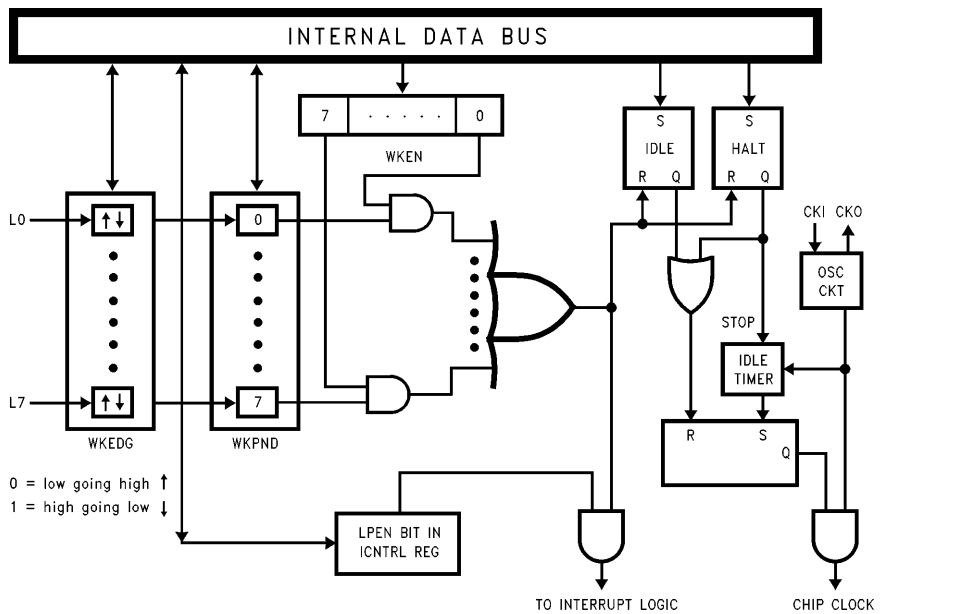 INTERNAL DATA BUS
7 · · · · · 0
WKEN
S
IDLE
R Q
S
HALT
R Q
L0
↑↓
0
CKI CKO
OSC
CKT
STOP
IDLE
TIMER
L7
↑↓
7
WKEDG
WKPND
R S
Q
0 = low going high ↑
1 = high going low ↓
LPEN BIT IN
ICNTRL REG
TO INTERRUPT LOGIC
CHIP CLOCK